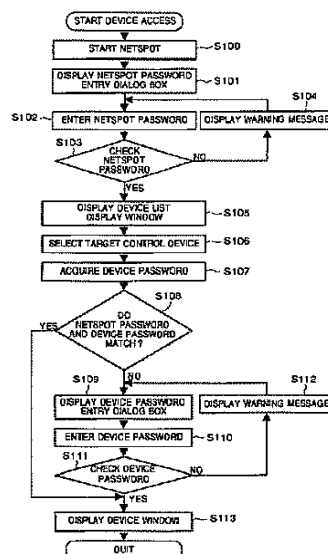 START DEVICE ACCESS
START NETSPOT
S100
DISPLAY NETSPOT PASSWORD
ENTRY DIALOG BOX
S101
S104
S102
ENTER NETSPOT PASSWORD
DISPLAY WARNING MESSAGE
S103
CHECK
NETSPOT
PASSWORD
NO
YES
DISPLAY DEVICE LIST
DISPLAY WINDOW
S105
SELECT TARGET CONTROL DEVICE
S106
ACQUIRE DEVICE PASSWORD
S107
S108
YES
DO
NETSPOT PASSWORD
AND DEVICE PASSWORD
MATCH?
NO
S109
S112
DISPLAY DEVICE PASSWORD
ENTRY DIALOG BOX
DISPLAY WARNING MESSAGE
ENTER DEVICE PASSWORD
S110
S111
CHECK DEVICE
PASSWORD
NO
YES
DISPLAY DEVICE WINDOW
S113
QUIT